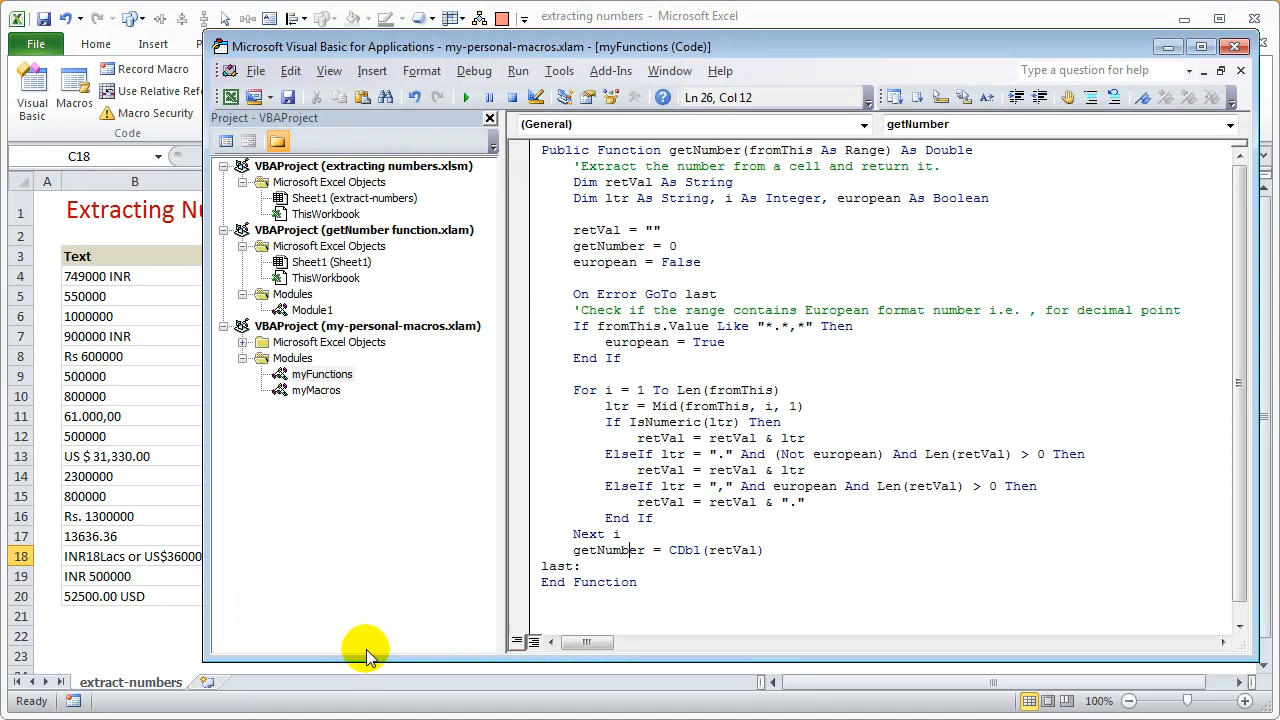 extracting numbers - Microsoft Excel
File Home Insert
Microsoft Visual Basic for Applications - my-personal-macros.xlam - [myFunctions (Code)]
File Edit View Insert Format Debug Run Tools Add-Ins Window Help
Type a question for help
Visual Basic
Macros
Record Macro
Use Relative Ref
Macro Security
Code
Ln 26, Col 12
C18
Project - VBAProject
VBAProject (extracting numbers.xlsm)
Microsoft Excel Objects
Sheet1 (extract-numbers)
ThisWorkbook
VBAProject (getNumber function.xlam)
Microsoft Excel Objects
Sheet1 (Sheet1)
ThisWorkbook
Modules
Module1
VBAProject (my-personal-macros.xlam)
Microsoft Excel Objects
Modules
myFunctions
myMacros
(General)
getNumber
Public Function getNumber(fromThis As Range) As Double
'Extract the number from a cell and return it.
Dim retVal As String
Dim ltr As String, i As Integer, european As Boolean
retVal = ""
getNumber = 0
european = False
On Error GoTo last
'Check if the range contains European format number i.e. , for decimal point
If fromThis.Value Like "*.*,*" Then
european = True
End If
For i = 1 To Len(fromThis)
ltr = Mid(fromThis, i, 1)
If IsNumeric(ltr) Then
retVal = retVal & ltr
ElseIf ltr = "." And (Not european) And Len(retVal) > 0 Then
retVal = retVal & ltr
ElseIf ltr = "," And european And Len(retVal) > 0 Then
retVal = retVal & "."
End If
Next i
getNumber = CDbl(retVal)
last:
End Function
A B
1 Extracting Nu
2
3 Text
4 749000 INR
5 550000
6 1000000
7 900000 INR
8 Rs 600000
9 500000
10 800000
11 61.000,00
12 500000
13 US $ 31,330.00
14 2300000
15 800000
16 Rs. 1300000
17 13636.36
18 INR18Lacs or US$36000
19 INR 500000
20 52500.00 USD
21
22
23
extract-numbers
Ready
100%